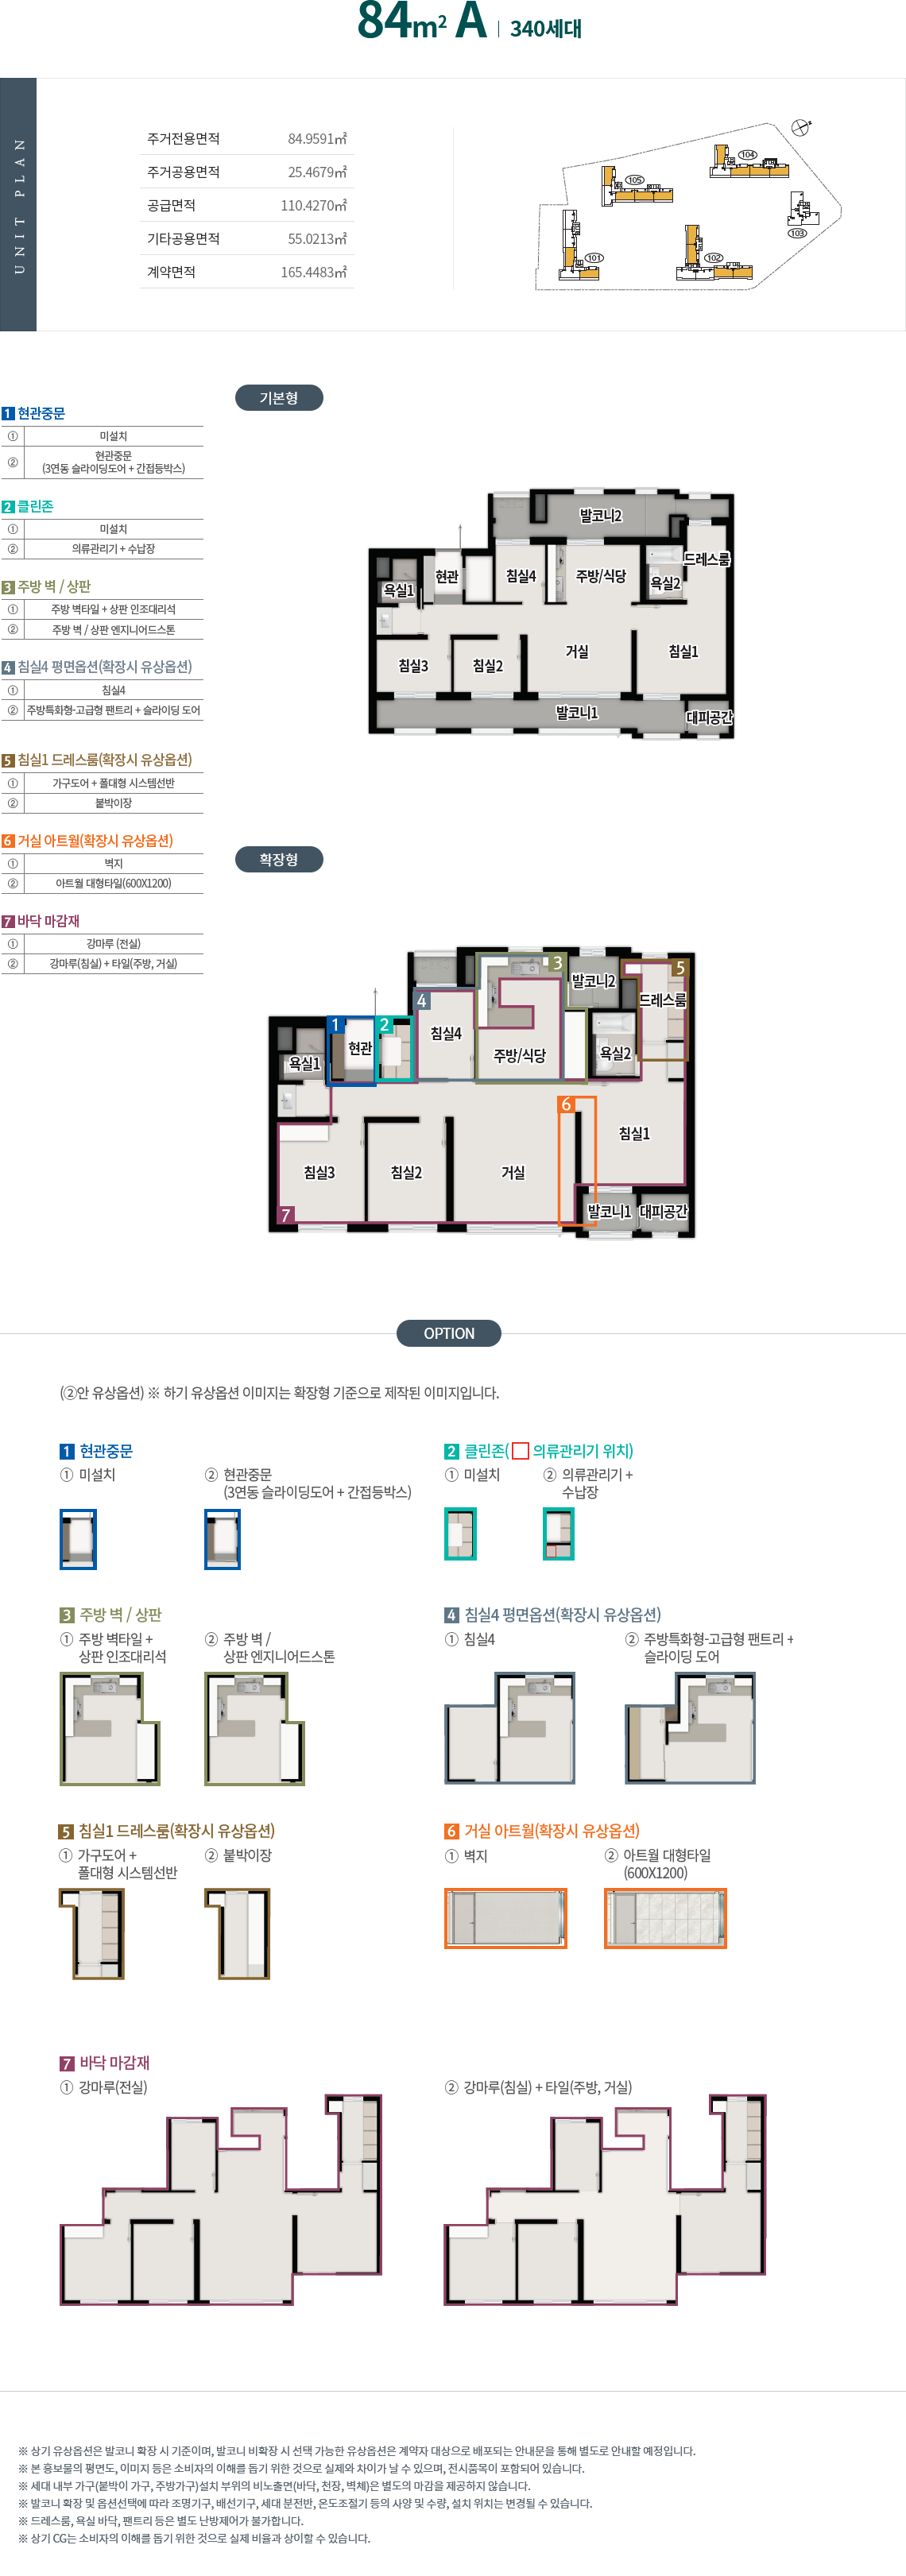 84m² A | 340세대
UNIT PLAN
주거전용면적 84.9591㎡
주거공용면적 25.4679㎡
공급면적 110.4270㎡
기타공용면적 55.0213㎡
계약면적 165.4483㎡
104
105
103
101
102
기본형
1 현관중문
① 미설치
② 현관중문
(3연동 슬라이딩도어 + 간접등박스)
2 클린존
① 미설치
② 의류관리기 + 수납장
3 주방 벽 / 상판
① 주방 벽타일 + 상판 인조대리석
② 주방 벽 / 상판 엔지니어드스톤
4 침실4 평면옵션(확장시 유상옵션)
① 침실4
② 주방특화형-고급형 팬트리 + 슬라이딩 도어
5 침실1 드레스룸(확장시 유상옵션)
① 가구도어 + 폴대형 시스템선반
② 붙박이장
6 거실 아트월(확장시 유상옵션)
① 벽지
② 아트월 대형타일(600X1200)
7 바닥 마감재
① 강마루 (전실)
② 강마루(침실) + 타일(주방, 거실)
발코니2
드레스룸
욕실1
현관
침실4
주방/식당
욕실2
침실3
침실2
거실
침실1
발코니1
대피공간
확장형
3
5
4
발코니2
드레스룸
1
2
욕실1
현관
침실4
주방/식당
욕실2
6
침실1
침실3
침실2
거실
7
발코니1
대피공간
OPTION
(②안 유상옵션) ※ 하기 유상옵션 이미지는 확장형 기준으로 제작된 이미지입니다.
1 현관중문
① 미설치
② 현관중문
(3연동 슬라이딩도어 + 간접등박스)
2 클린존( 의류관리기 위치)
① 미설치
② 의류관리기 +
수납장
3 주방 벽 / 상판
① 주방 벽타일 +
상판 인조대리석
② 주방 벽 /
상판 엔지니어드스톤
4 침실4 평면옵션(확장시 유상옵션)
① 침실4
② 주방특화형-고급형 팬트리 +
슬라이딩 도어
5 침실1 드레스룸(확장시 유상옵션)
① 가구도어 +
폴대형 시스템선반
② 붙박이장
6 거실 아트월(확장시 유상옵션)
① 벽지
② 아트월 대형타일
(600X1200)
7 바닥 마감재
① 강마루(전실)
② 강마루(침실) + 타일(주방, 거실)
※ 상기 유상옵션은 발코니 확장 시 기준이며, 발코니 비확장 시 선택 가능한 유상옵션은 계약자 대상으로 배포되는 안내문을 통해 별도로 안내할 예정입니다.
※ 본 홍보물의 평면도, 이미지 등은 소비자의 이해를 돕기 위한 것으로 실제와 차이가 날 수 있으며, 전시품목이 포함되어 있습니다.
※ 세대 내부 가구(붙박이 가구, 주방가구)설치 부위의 비노출면(바닥, 천장, 벽체)은 별도의 마감을 제공하지 않습니다.
※ 발코니 확장 및 옵션선택에 따라 조명기구, 배선기구, 세대 분전반, 온도조절기 등의 사양 및 수량, 설치 위치는 변경될 수 있습니다.
※ 드레스룸, 욕실 바닥, 팬트리 등은 별도 난방제어가 불가합니다.
※ 상기 CG는 소비자의 이해를 돕기 위한 것으로 실제 비율과 상이할 수 있습니다.